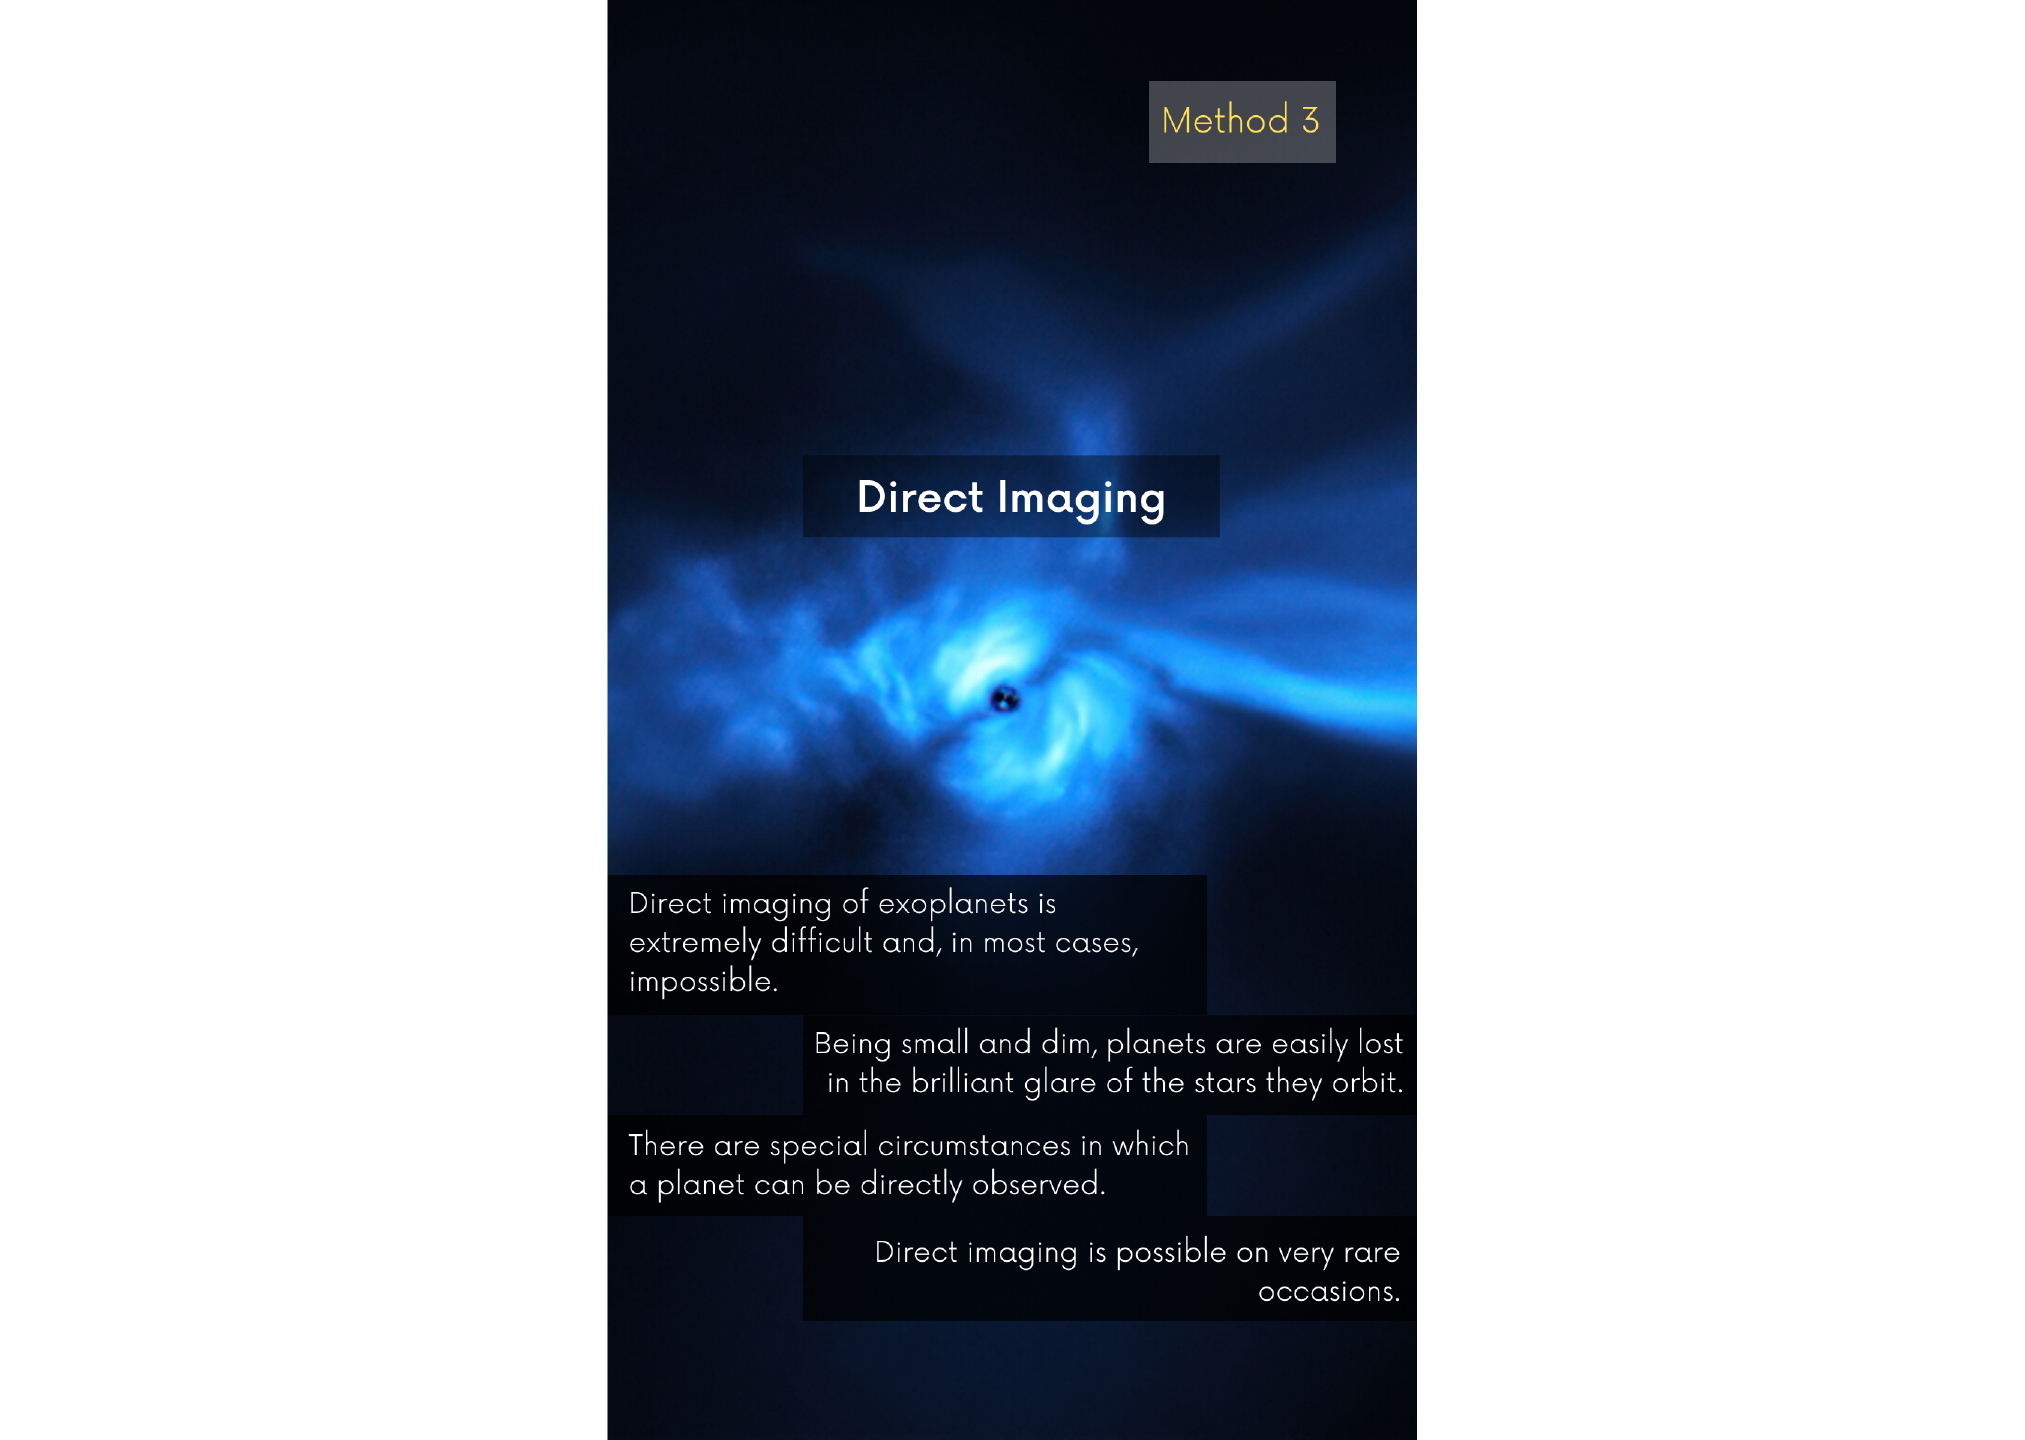 Method 3
Direct Imaging
Direct imaging of exoplanets is
extremely difficult and, in most cases,
impossible.
Being small and dim, planets are easily lost
in the brilliant glare of the stars they orbit.
There are special circumstances in which
a planet can be directly observed.
Direct imaging is possible on very rare
occasions.